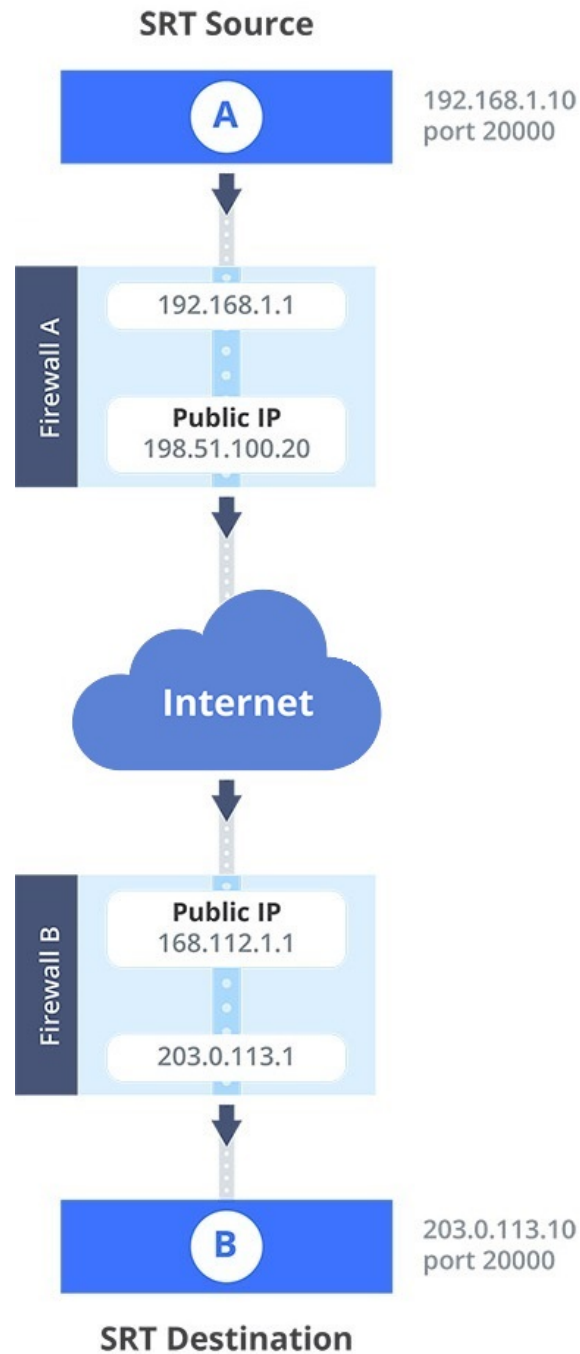 SRT Source
A
192.168.1.10
port 20000
Firewall A
192.168.1.1
Public IP
198.51.100.20
Internet
Firewall B
Public IP
168.112.1.1
203.0.113.1
B
203.0.113.10
port 20000
SRT Destination